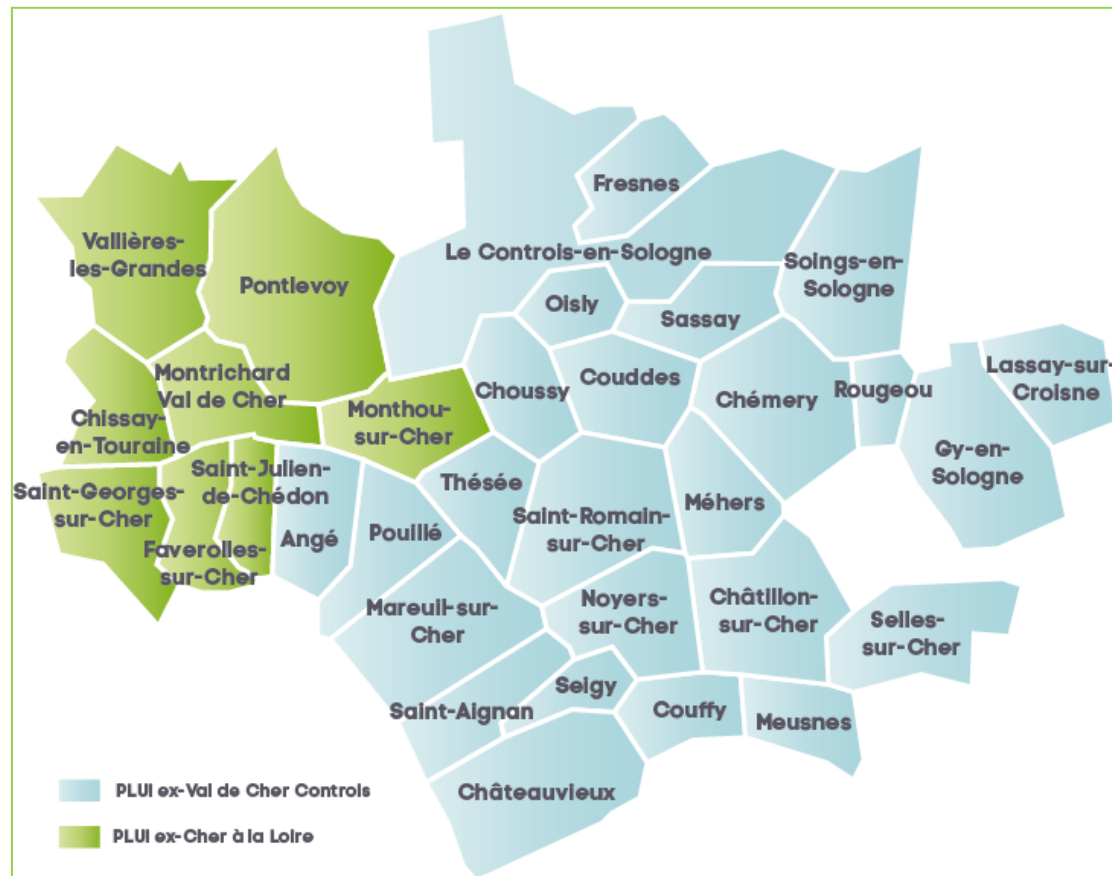 Fresnes
Vallières-
les-Grandes
Le Controis-en-Sologne
Soings-en-
Sologne
Pontlevoy
Oisly
Sassay
Montrichard
Val de Cher
Choussy
Couddes
Chémery
Rougeou
Lassay-sur-
Croisne
Chissay-
en-Touraine
Monthou-
sur-Cher
Gy-en-
Sologne
Saint-Georges-
sur-Cher
Saint-Julien-
de-Chédon
Thésée
Saint-Romain-
sur-Cher
Méhers
Faverolles-
sur-Cher
Angé
Pouillé
Mareuil-sur-
Cher
Noyers-
sur-Cher
Châtillon-
sur-Cher
Selles-
sur-Cher
Saint-Aignan
Seigy
Couffy
Meusnes
Châteauvieux
PLUI ex-Val de Cher Controis
PLUI ex-Cher à la Loire